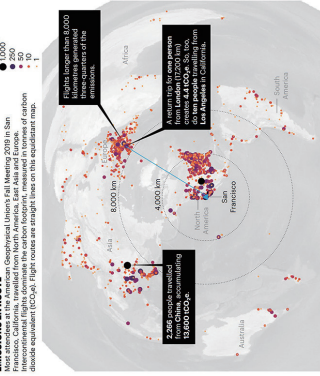 Most attendees at the American Geophysical Union's Fall Meeting 2019 in San
Francisco, California, travelled from North America, East Asia and Europe.
Intercontinental flights dominate the carbon footprint, measured in tonnes of carbon
dioxide equivalent (tCO₂e). Flight routes are straight lines on this equidistant map.
1,000
250
50
10
1
Flights longer than 8,000
kilometres generated
three-quarters of the
emissions.
A return trip for one person
from London (17,200 km)
creates 4.4 tCO₂e. So, too,
do ten people travelling from
Los Angeles in California.
2,266 people travelled
from China, accumulating
13,600 tCO₂e.
Africa
South
America
Asia
8,000 km
4,000 km
North
America
San
Francisco
Australia